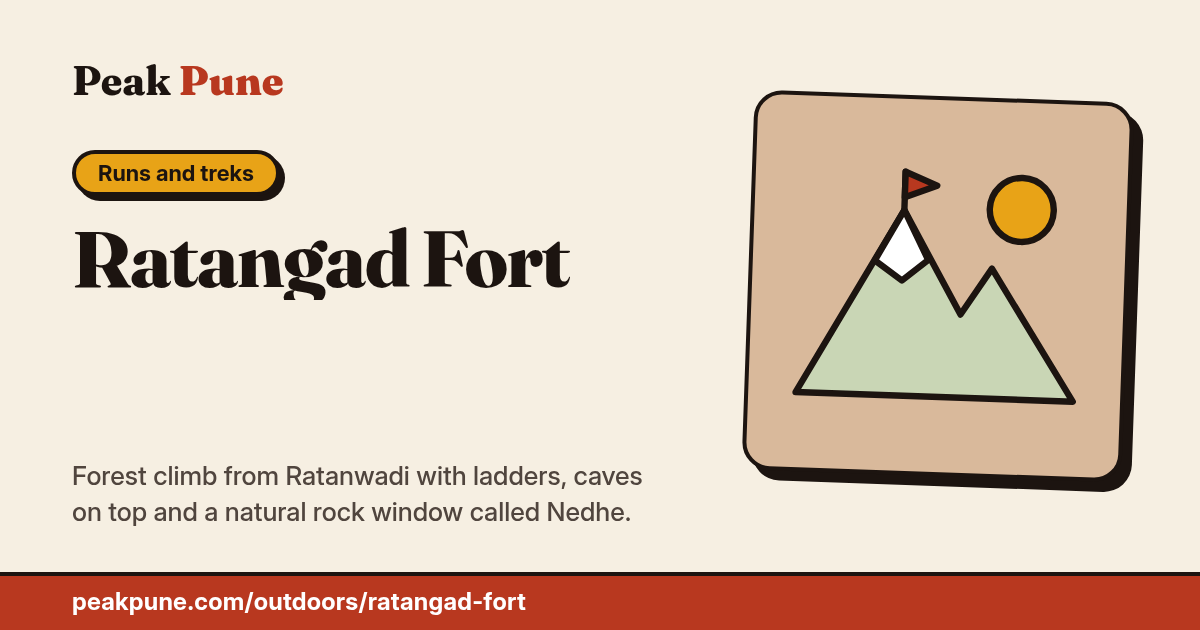 Peak Pune
Runs and treks
Ratangad Fort
Forest climb from Ratanwadi with ladders, caves
on top and a natural rock window called Nedhe.
peakpune.com/outdoors/ratangad-fort